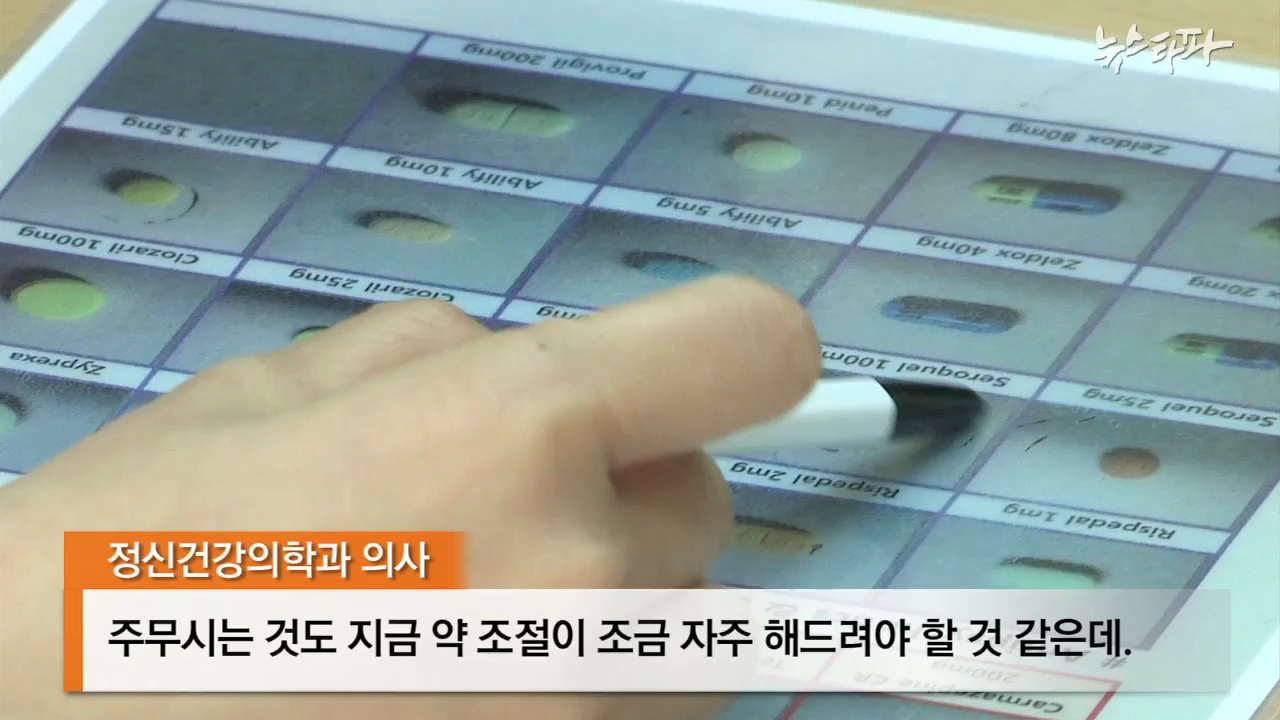 뉴스타파
Provigil 200mg
Penid 10mg
Zeldox 80mg
Abilify 15mg
Abilify 10mg
Abilify 5mg
Zeldox 40mg
20mg
Clozaril 100mg
Clozaril 25mg
Seroquel 100mg
Seroquel 25mg
Zyprexa
Rispedal 2mg
Rispedal 1mg
200mg
Carmazepine CR
정신건강의학과 의사
주무시는 것도 지금 약 조절이 조금 자주 해드려야 할 것 같은데.